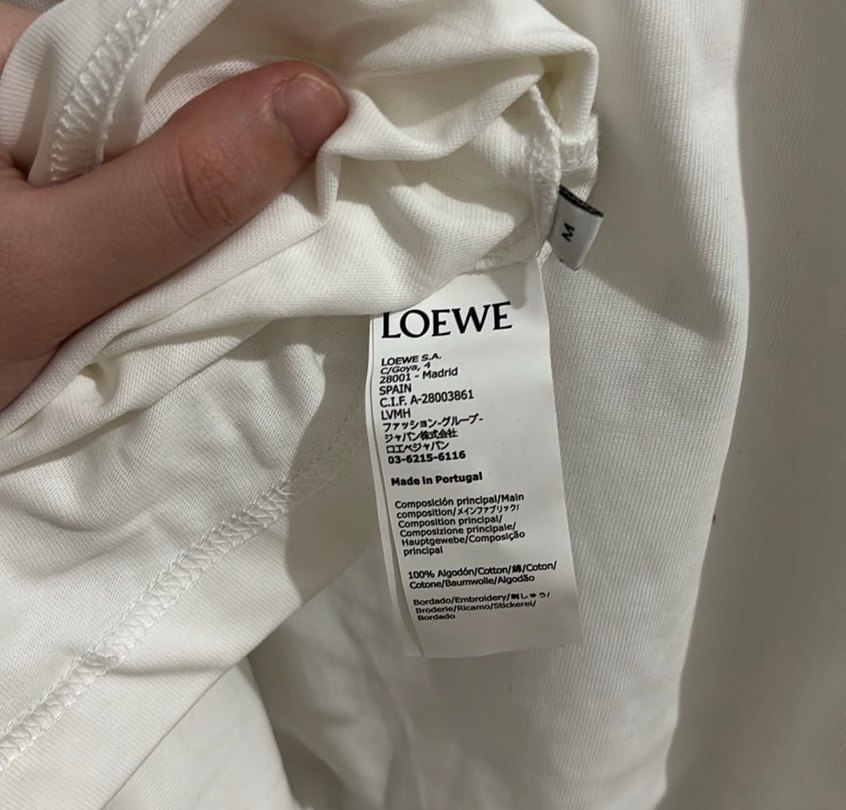 M
LOEWE
LOEWE S.A.
C/Goya, 4
28001 - Madrid
SPAIN
C.I.F. A-28003861
LVMH
ファッション-グループ-
ジャパン株式会社
ロエベジャパン
03-6215-6116
Made in Portugal
Composición principal/Main
composition/メインファブリック/
Composition principal/
Composizione principale/
Hauptgewebe/Composição
principal
100% Algodón/Cotton/綿/Coton/
Cotone/Baumwolle/Algodão
Bordado/Embroidery/刺しゅう/
Broderie/Ricamo/Stickerei/
Bordado